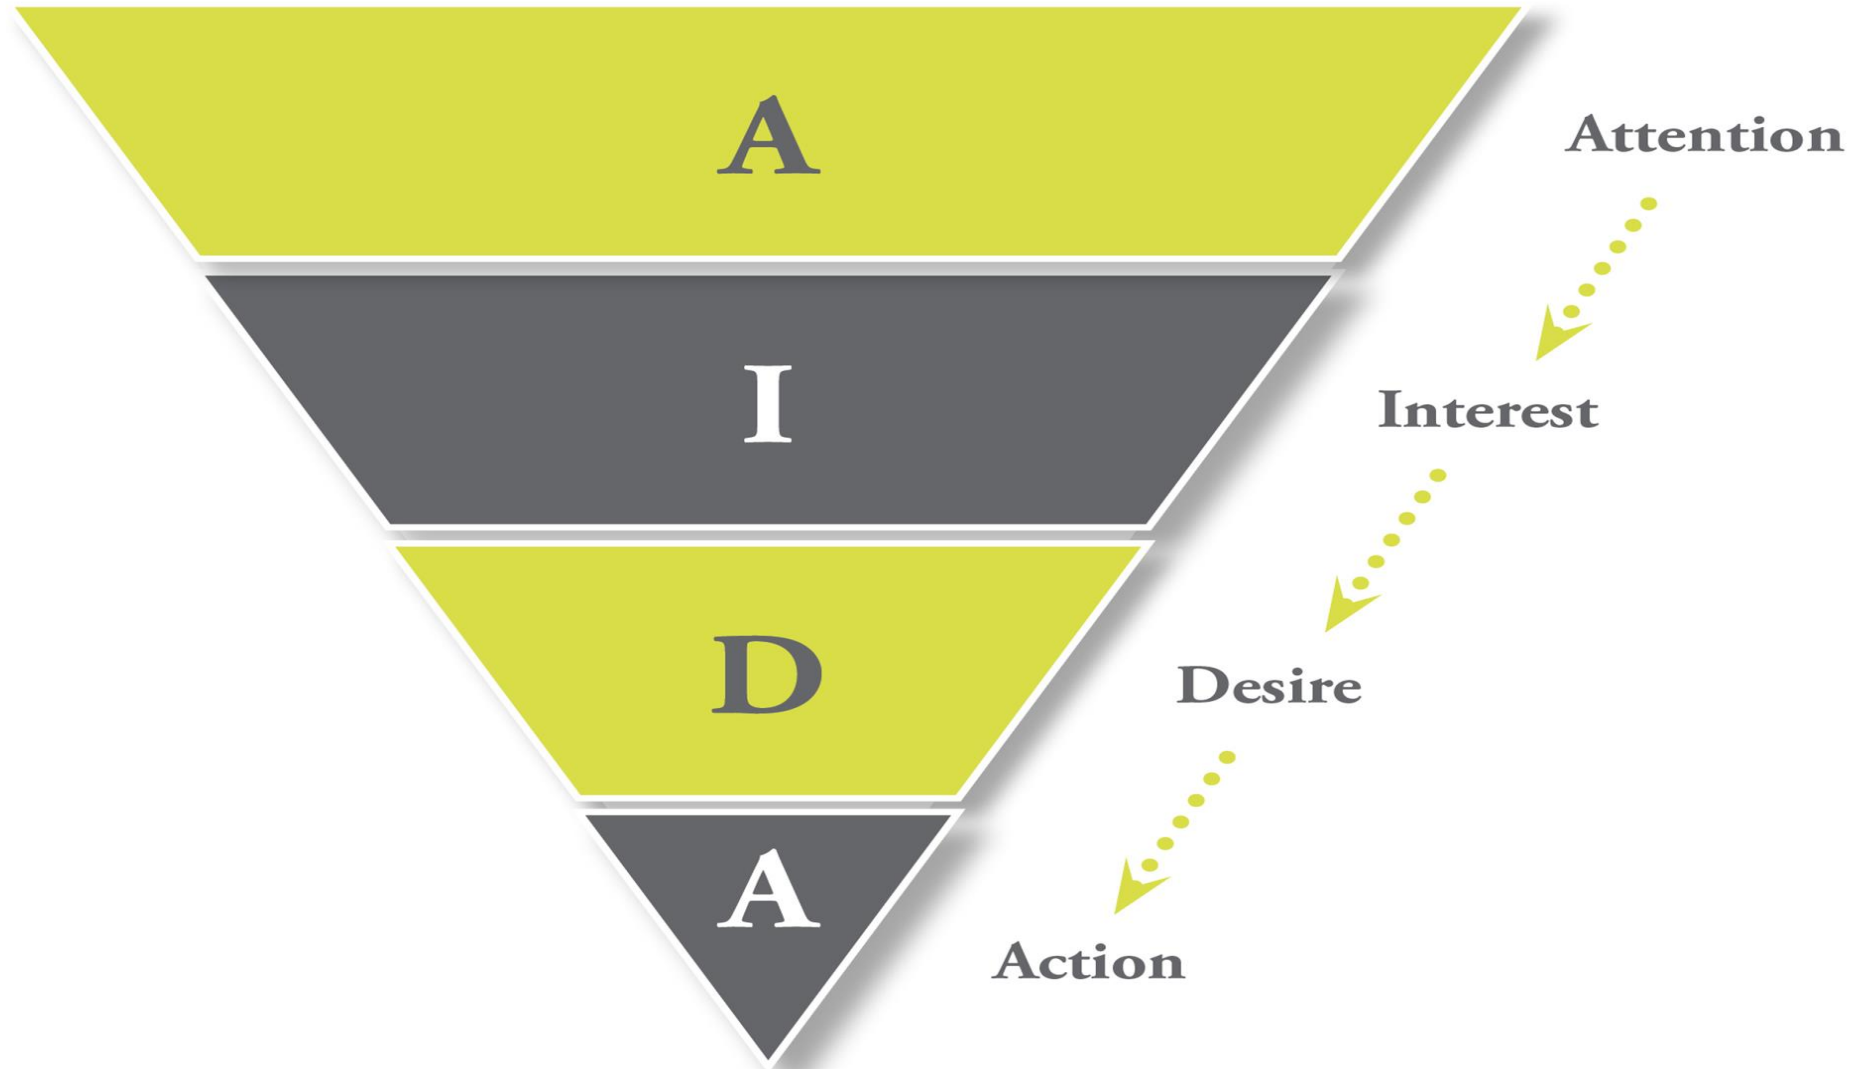 A
Attention
I
Interest
D
Desire
A
Action